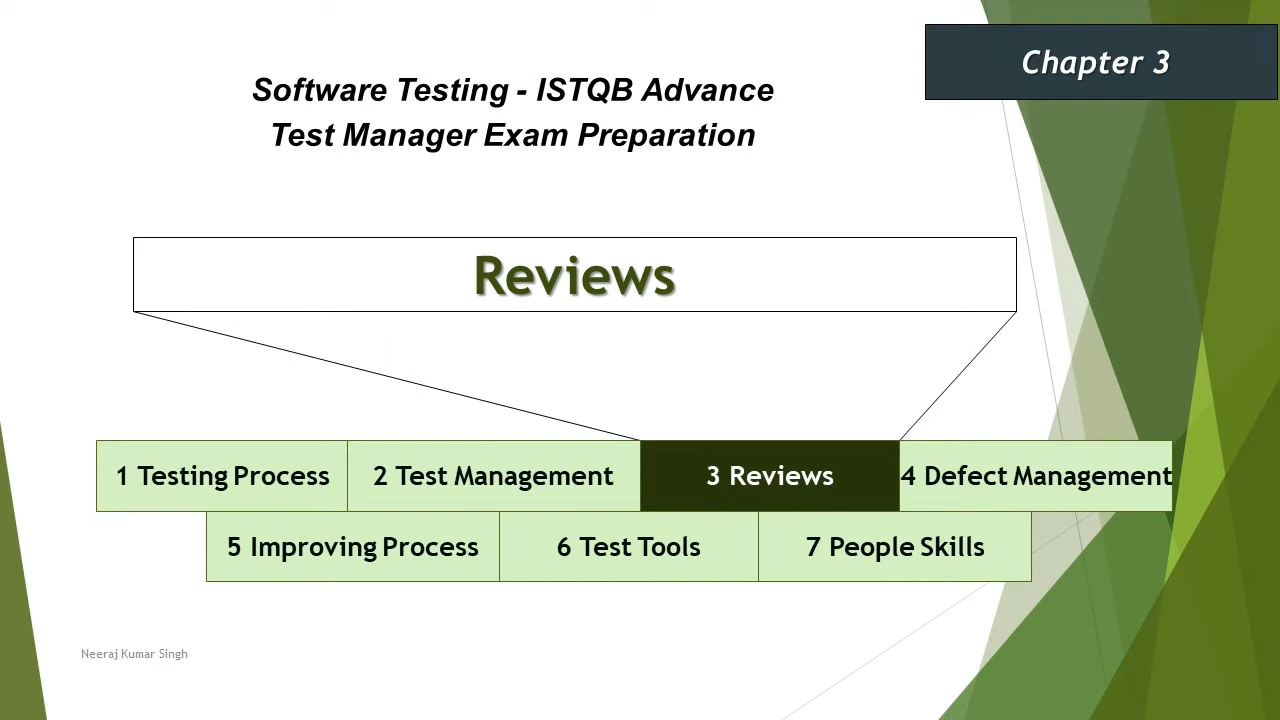 Chapter 3
Software Testing - ISTQB Advance
Test Manager Exam Preparation
Reviews
1 Testing Process
2 Test Management
3 Reviews
4 Defect Management
5 Improving Process
6 Test Tools
7 People Skills
Neeraj Kumar Singh